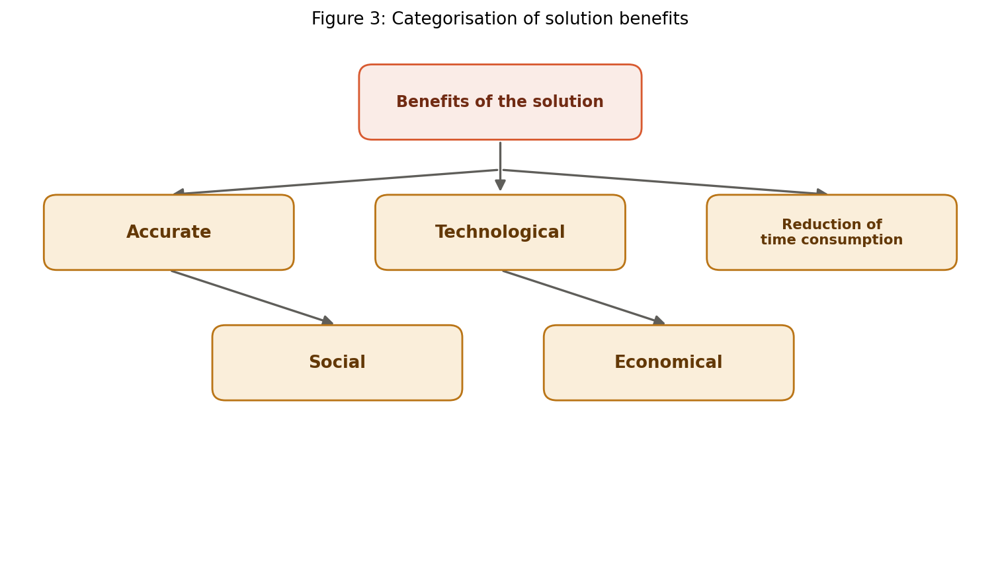 Figure 3: Categorisation of solution benefits
Benefits of the solution
Accurate
Technological
Reduction of
time consumption
Social
Economical